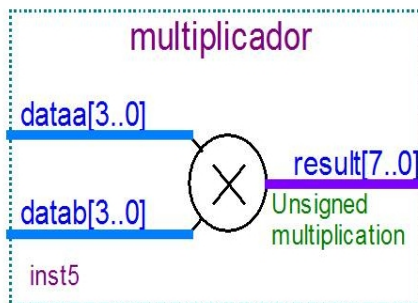 multiplicador
dataa[3..0]
result[7..0]
datab[3..0]
Unsigned
multiplication
inst5